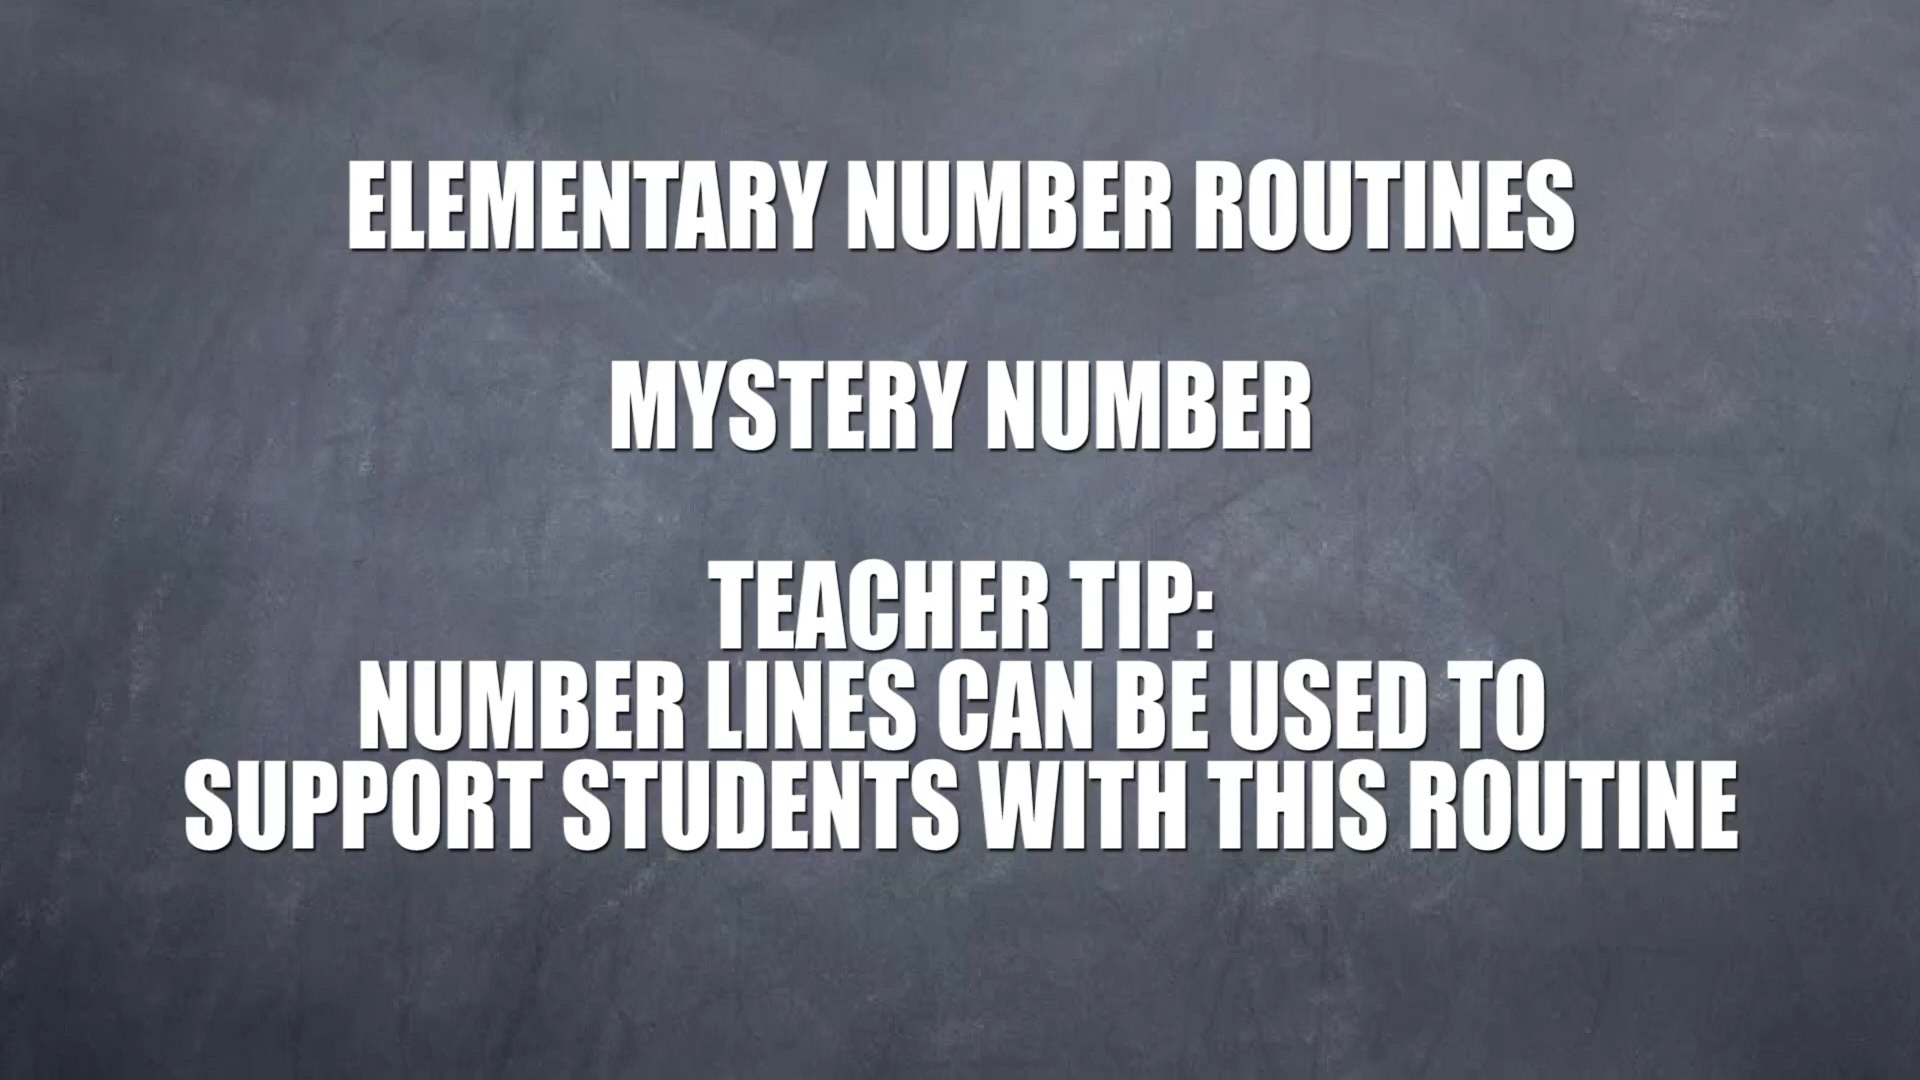 ELEMENTARY NUMBER ROUTINES
MYSTERY NUMBER
TEACHER TIP:
NUMBER LINES CAN BE USED TO
SUPPORT STUDENTS WITH THIS ROUTINE